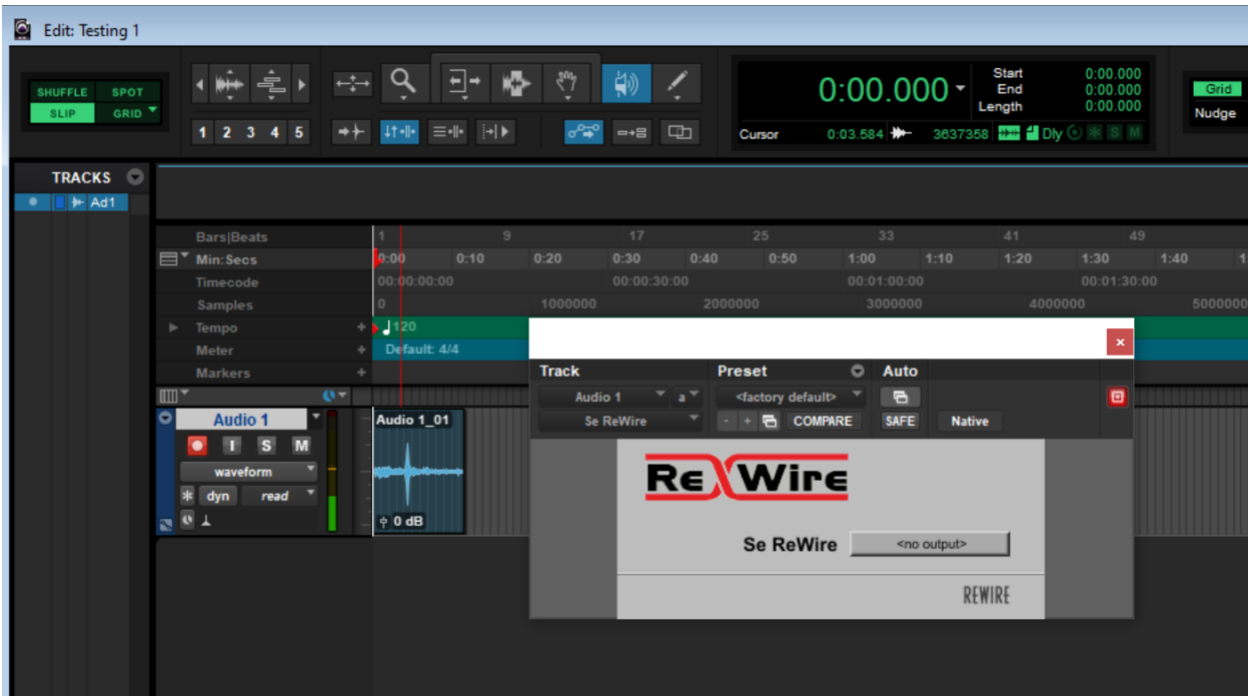 Edit: Testing 1
SHUFFLE SPOT
SLIP GRID
1 2 3 4 5
0:00.000
Start 0:00.000
End 0:00.000
Length 0:00.000
Cursor 0:03.584 3637358 Dly S M
Grid
Nudge
TRACKS
Ad1
Bars|Beats 1 9 17 25 33 41 49
Min:Secs 0:00 0:10 0:20 0:30 0:40 0:50 1:00 1:10 1:20 1:30 1:40 1:
Timecode 00:00:00:00 00:00:30:00 00:01:00:00 00:01:30:00
Samples 0 1000000 2000000 3000000 4000000 5000000
Tempo + 120
Meter + Default: 4/4
Markers +
Audio 1
I S M
waveform
dyn read
Audio 1_01
0 dB
x
Track Preset Auto
Audio 1 a <factory default>
Se ReWire - + COMPARE SAFE Native
ReWire
Se ReWire <no output>
REWIRE